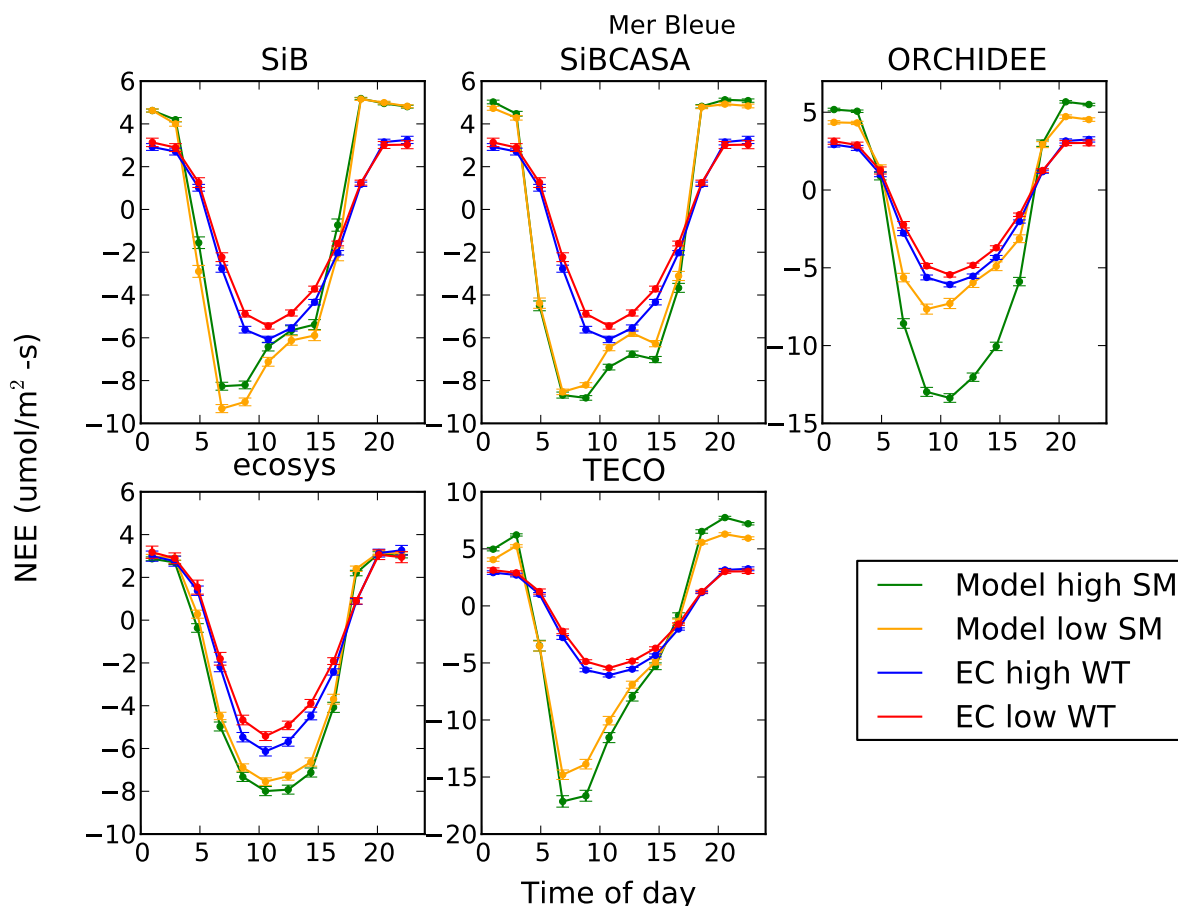 Mer Bleue
SiB
SiBCASA
ORCHIDEE
6
4
2
0
−2
−4
−6
−8
−10
0 5 10 15 20
6
4
2
0
−2
−4
−6
−8
−10
0 5 10 15 20
5
0
−5
−10
−15
0 5 10 15 20
NEE (umol/m² -s)
ecosys
TECO
6
4
2
0
−2
−4
−6
−8
−10
0 5 10 15 20
10
5
0
−5
−10
−15
−20
0 5 10 15 20
Model high SM
Model low SM
EC high WT
EC low WT
Time of day